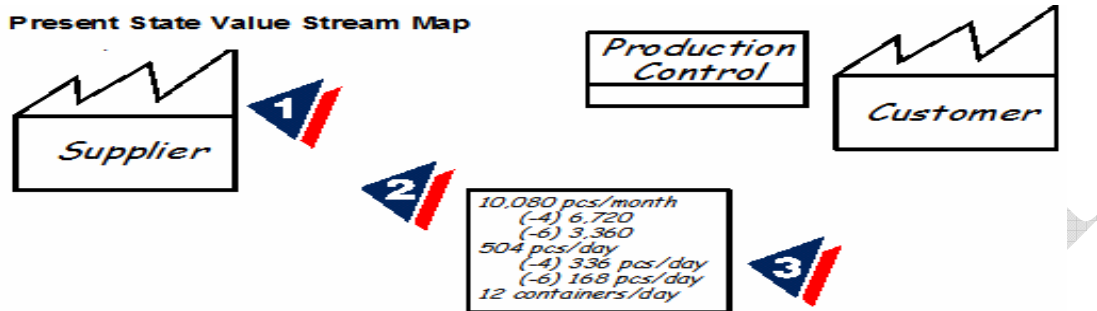 Present State Value Stream Map
Production
Control
Customer
1
Supplier
2
10,080 pcs/month
(-4) 6,720
(-6) 3,360
504 pcs/day
(-4) 336 pcs/day
(-6) 168 pcs/day
12 containers/day
3